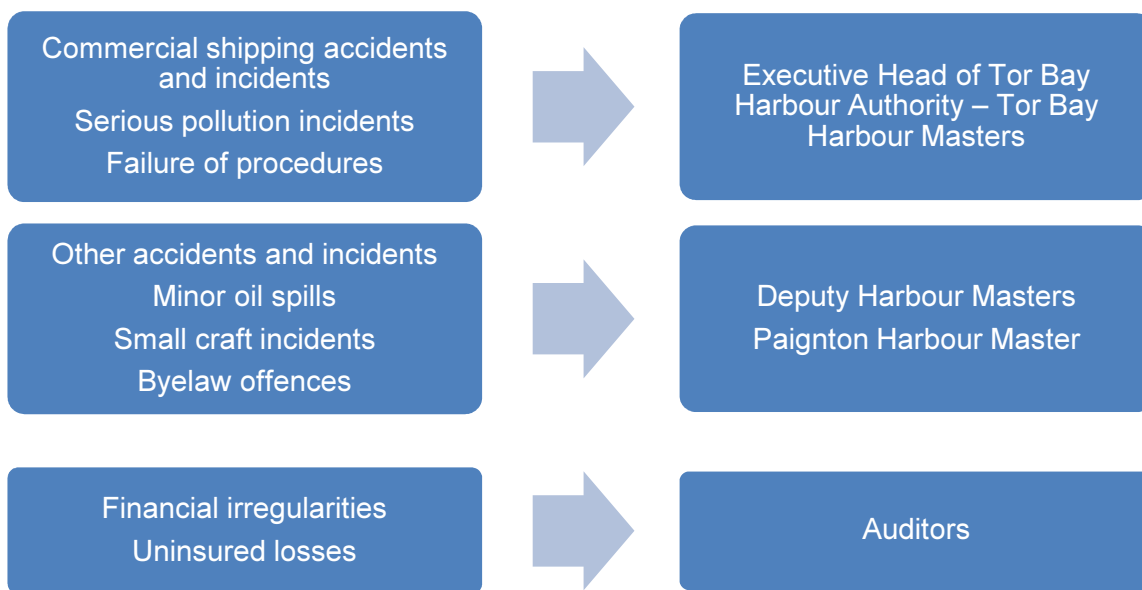 Commercial shipping accidents
and incidents
Serious pollution incidents
Failure of procedures
Executive Head of Tor Bay
Harbour Authority – Tor Bay
Harbour Masters
Other accidents and incidents
Minor oil spills
Small craft incidents
Byelaw offences
Deputy Harbour Masters
Paignton Harbour Master
Financial irregularities
Uninsured losses
Auditors